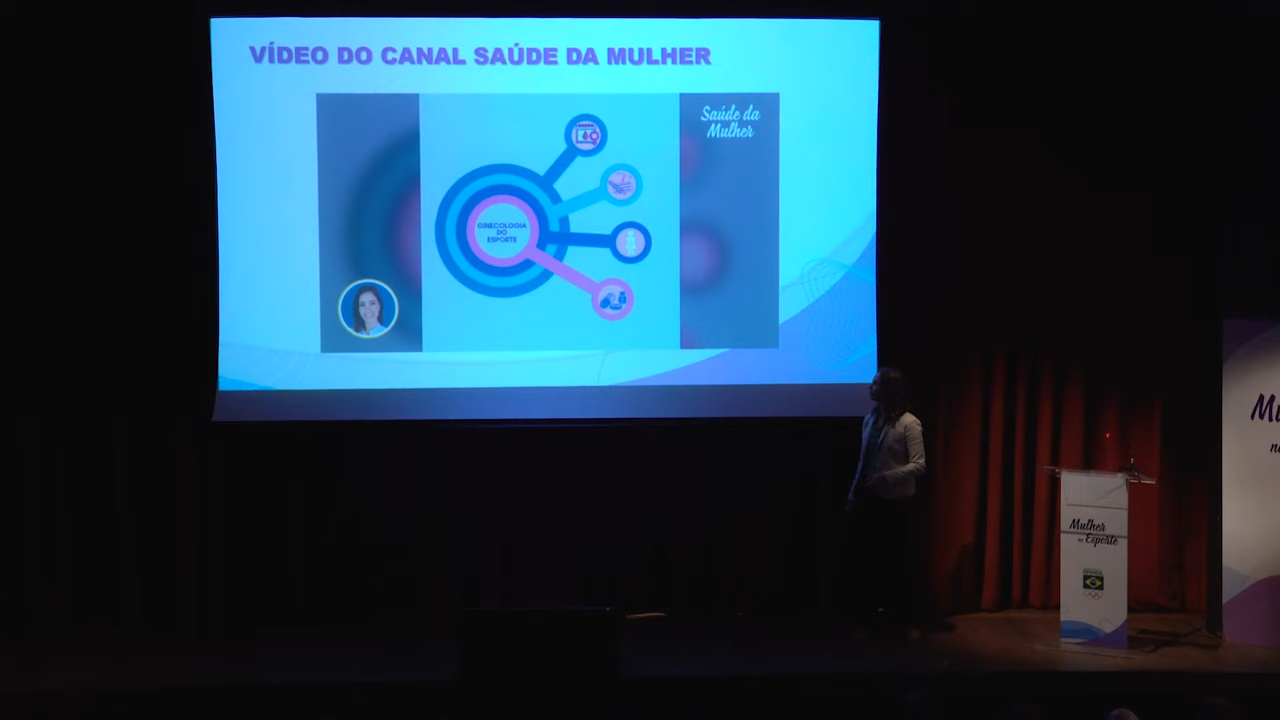 VÍDEO DO CANAL SAÚDE DA MULHER
Saúde da
Mulher
GINECOLOGIA
DO
ESPORTE
Mulher
no Esporte